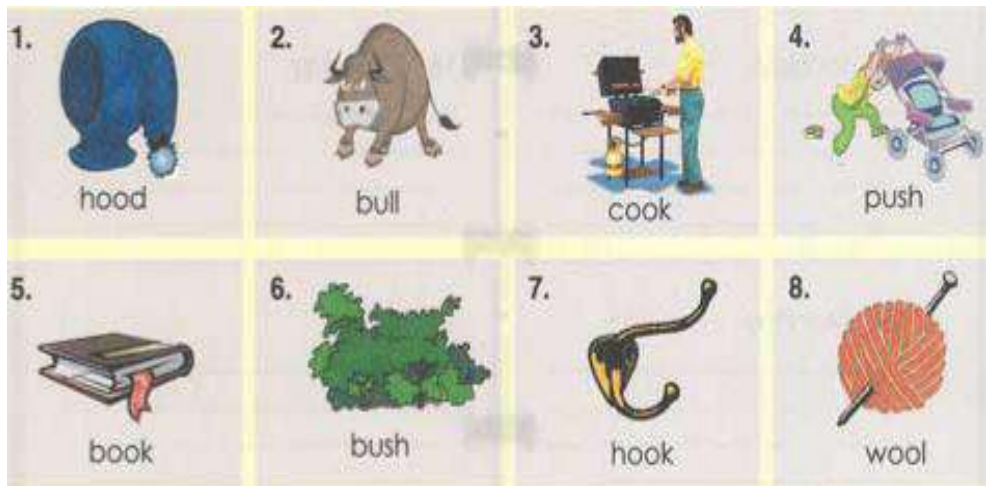 1.
2.
3.
4.
hood
bull
cook
push
5.
6.
7.
8.
book
bush
hook
wool